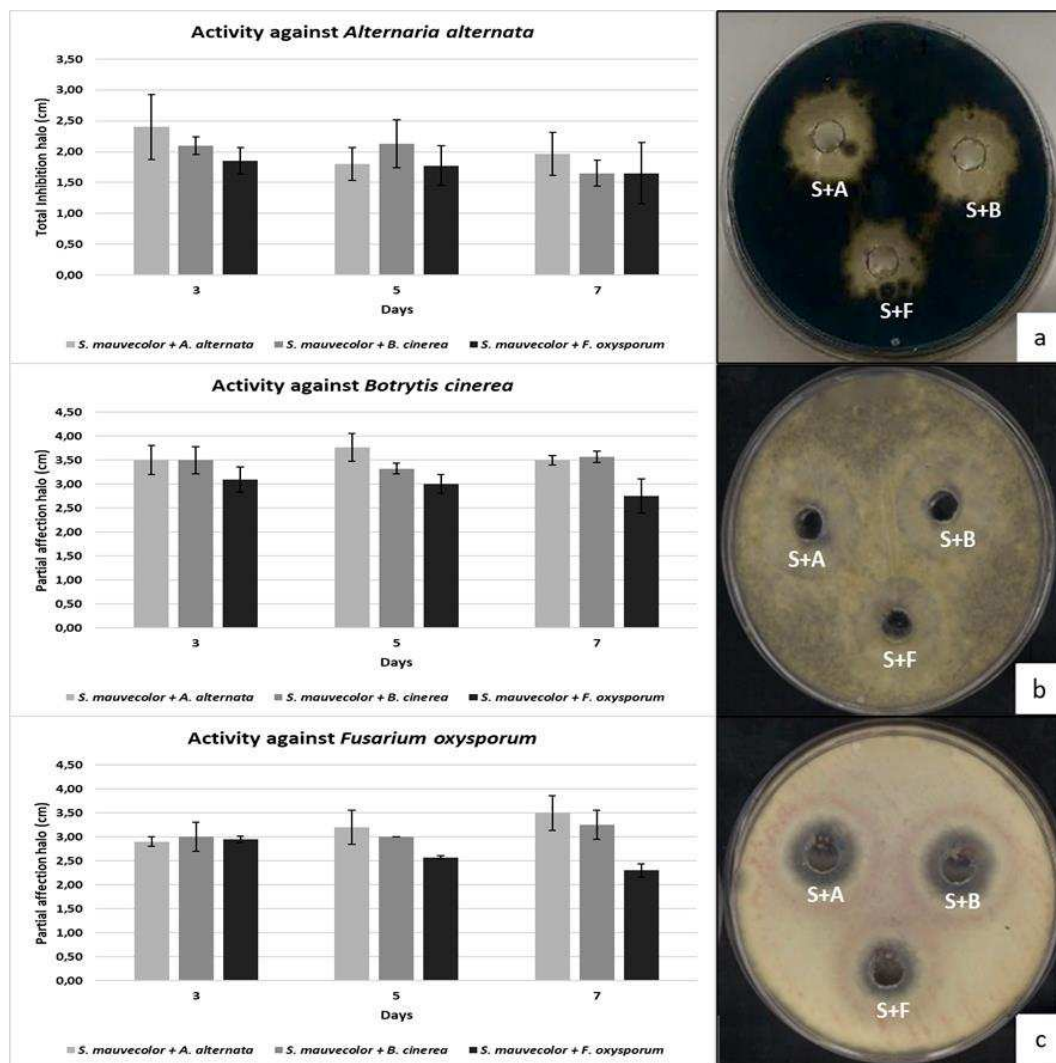 Activity against Alternaria alternata
Total Inhibition halo (cm)
3,50
3,00
2,50
2,00
1,50
1,00
0,50
0,00
3 5 7
Days
S. mauvecolor + A. alternata S. mauvecolor + B. cinerea S. mauvecolor + F. oxysporum
S+A
S+B
S+F
a
Activity against Botrytis cinerea
Partial affection halo (cm)
4,50
4,00
3,50
3,00
2,50
2,00
1,50
1,00
0,50
0,00
3 5 7
Days
S. mauvecolor + A. alternata S. mauvecolor + B. cinerea S. mauvecolor + F. oxysporum
S+A
S+B
S+F
b
Activity against Fusarium oxysporum
Partial affection halo (cm)
4,50
4,00
3,50
3,00
2,50
2,00
1,50
1,00
0,50
0,00
3 5 7
Days
S. mauvecolor + A. alternata S. mauvecolor + B. cinerea S. mauvecolor + F. oxysporum
S+A
S+B
S+F
c